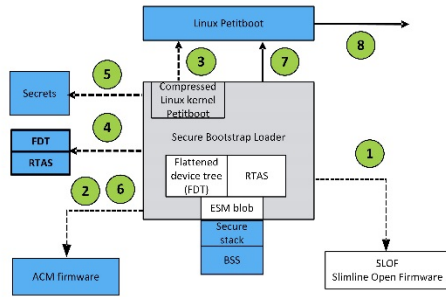 Linux Petitboot
8
5
3
7
Secrets
Compressed
Linux kernel
Petitboot
4
FDT
RTAS
Secure Bootstrap Loader
1
2
6
Flattened
device tree
(FDT)
RTAS
ESM blob
Secure
stack
BSS
ACM firmware
SLOF
Slimline Open Firmware